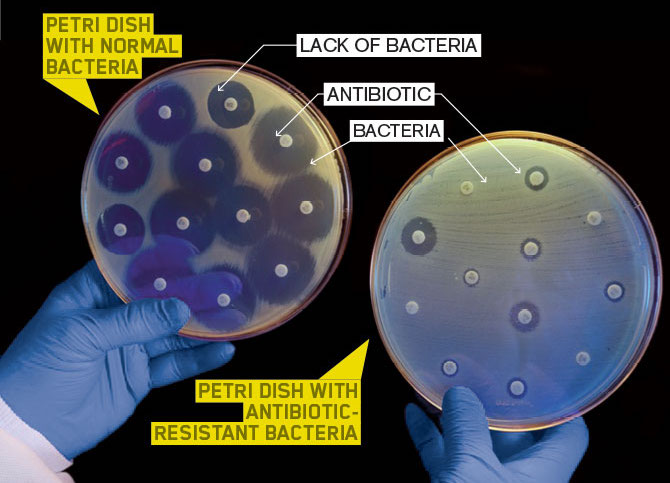 PETRI DISH
WITH NORMAL
BACTERIA
LACK OF BACTERIA
ANTIBIOTIC
BACTERIA
PETRI DISH WITH
ANTIBIOTIC-
RESISTANT BACTERIA